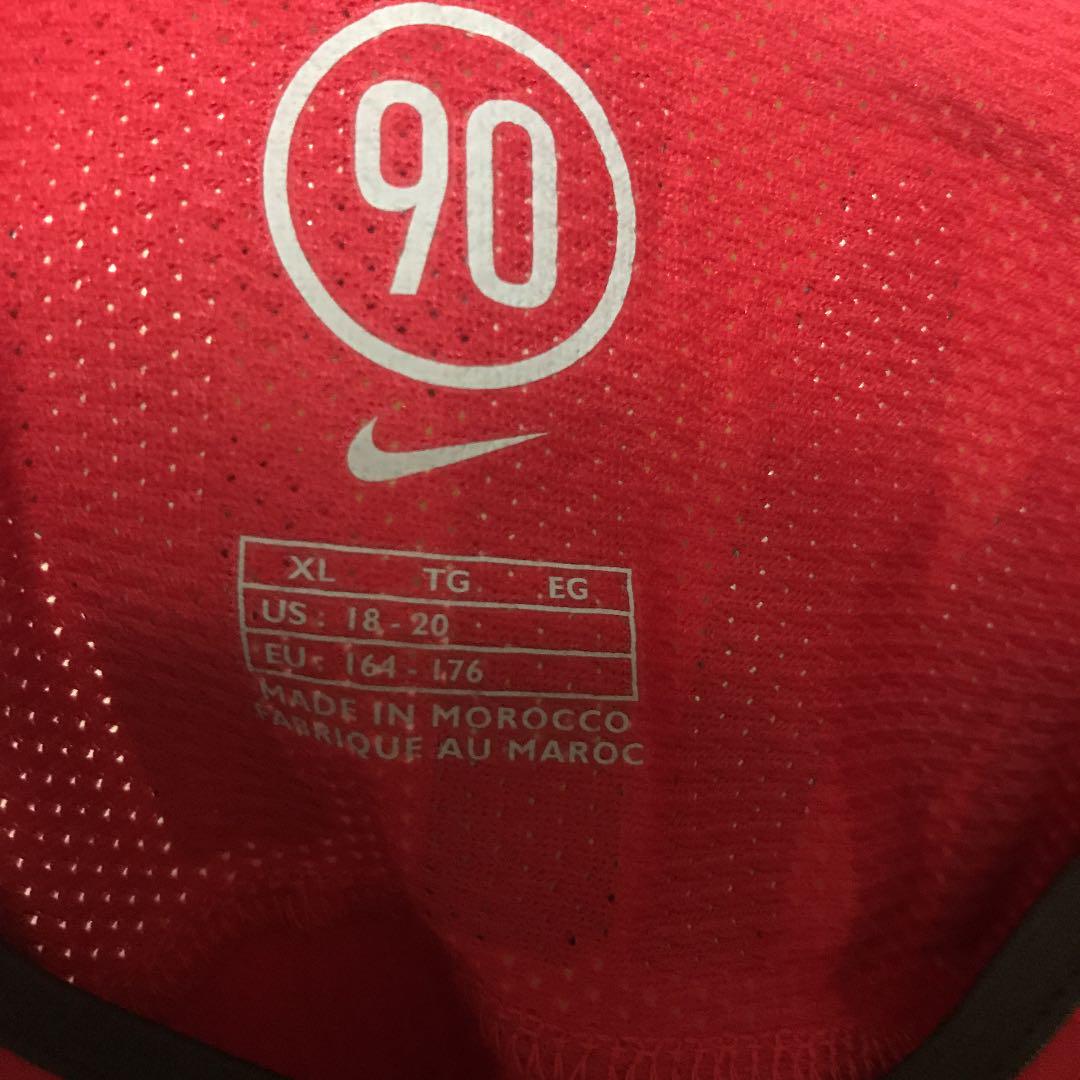 90
XL TG EG
US: 18-20
EU: 164-176
MADE IN MOROCCO
FABRIQUE AU MAROC